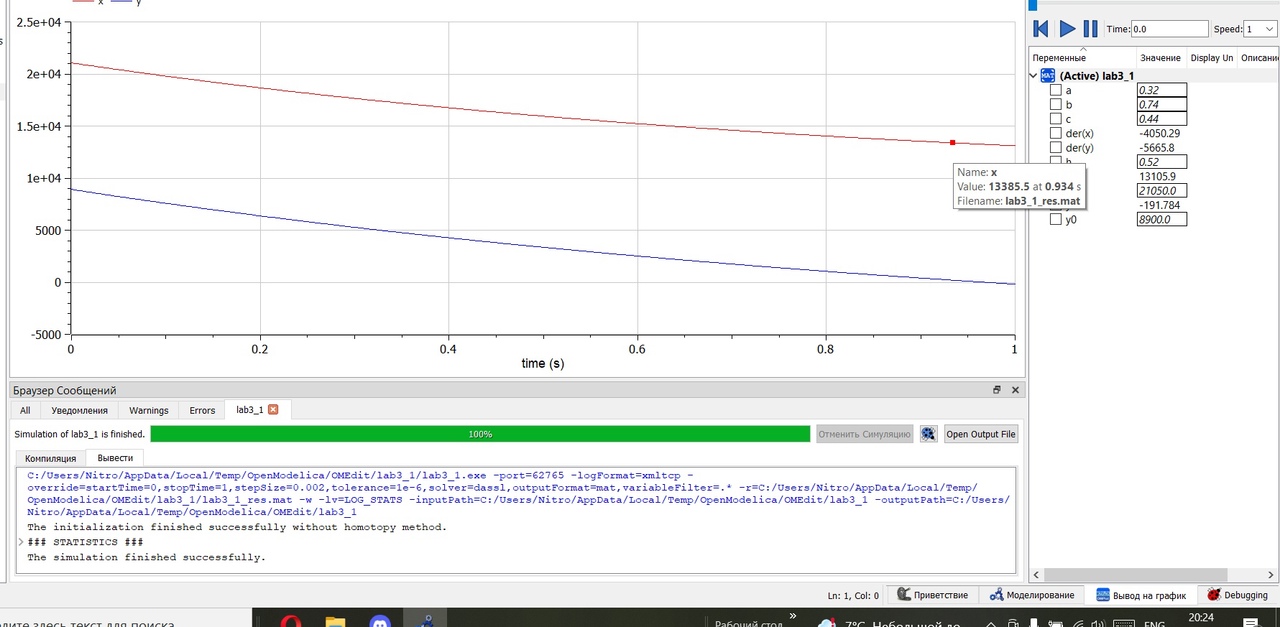 x y
2.5e+04
2e+04
1.5e+04
1e+04
5000
0
-5000
0 0.2 0.4 0.6 0.8 1
time (s)
Name: x
Value: 13385.5 at 0.934 s
Filename: lab3_1_res.mat
Time: 0.0 Speed: 1
Переменные Значение Display Un Описани
(Active) lab3_1
a 0.32
b 0.74
c 0.44
der(x) -4050.29
der(y) -5665.8
h 0.52
13105.9
21050.0
-191.784
y0 8900.0
Браузер Сообщений
All Уведомления Warnings Errors lab3_1
Simulation of lab3_1 is finished. 100% Отменить Симуляцию Open Output File
Компиляция Вывести
C:/Users/Nitro/AppData/Local/Temp/OpenModelica/OMEdit/lab3_1/lab3_1.exe -port=62765 -logFormat=xmltcp -
override=startTime=0,stopTime=1,stepSize=0.002,tolerance=1e-6,solver=dassl,outputFormat=mat,variableFilter=.* -r=C:/Users/Nitro/AppData/Local/Temp/
OpenModelica/OMEdit/lab3_1/lab3_1_res.mat -w -lv=LOG_STATS -inputPath=C:/Users/Nitro/AppData/Local/Temp/OpenModelica/OMEdit/lab3_1 -outputPath=C:/Users/
Nitro/AppData/Local/Temp/OpenModelica/OMEdit/lab3_1
The initialization finished successfully without homotopy method.
### STATISTICS ###
The simulation finished successfully.
Ln: 1, Col: 0 Приветствие Моделирование Вывод на график Debugging
дите здесь текст для поиска Рабочий стол » 7°C Небольшой до ENG 20:24